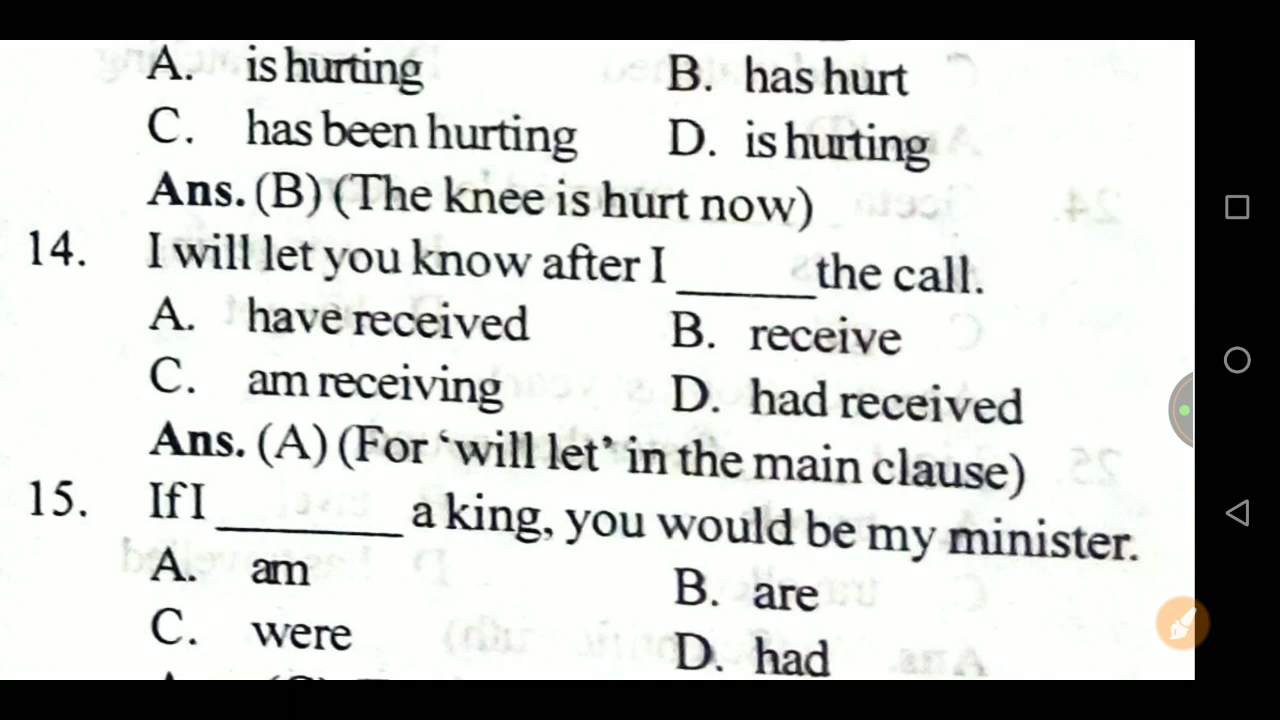 A. is hurting B. has hurt
C. has been hurting D. is hurting
Ans. (B) (The knee is hurt now)
14. I will let you know after I ______ the call.
A. have received B. receive
C. am receiving D. had received
Ans. (A) (For ‘will let’ in the main clause)
15. If I ________ a king, you would be my minister.
A. am B. are
C. were D. had